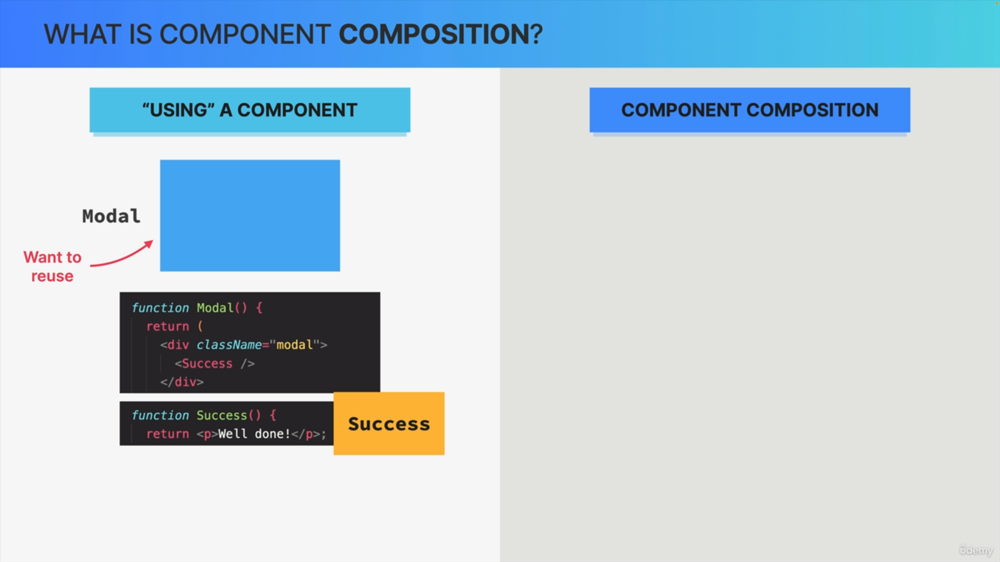 WHAT IS COMPONENT COMPOSITION?
“USING” A COMPONENT
Modal
Want to
reuse
function Modal() {
return (
<div className="modal">
<Success />
</div>
function Success() {
return <p>Well done!</p>;
Success
COMPONENT COMPOSITION
ûdemy